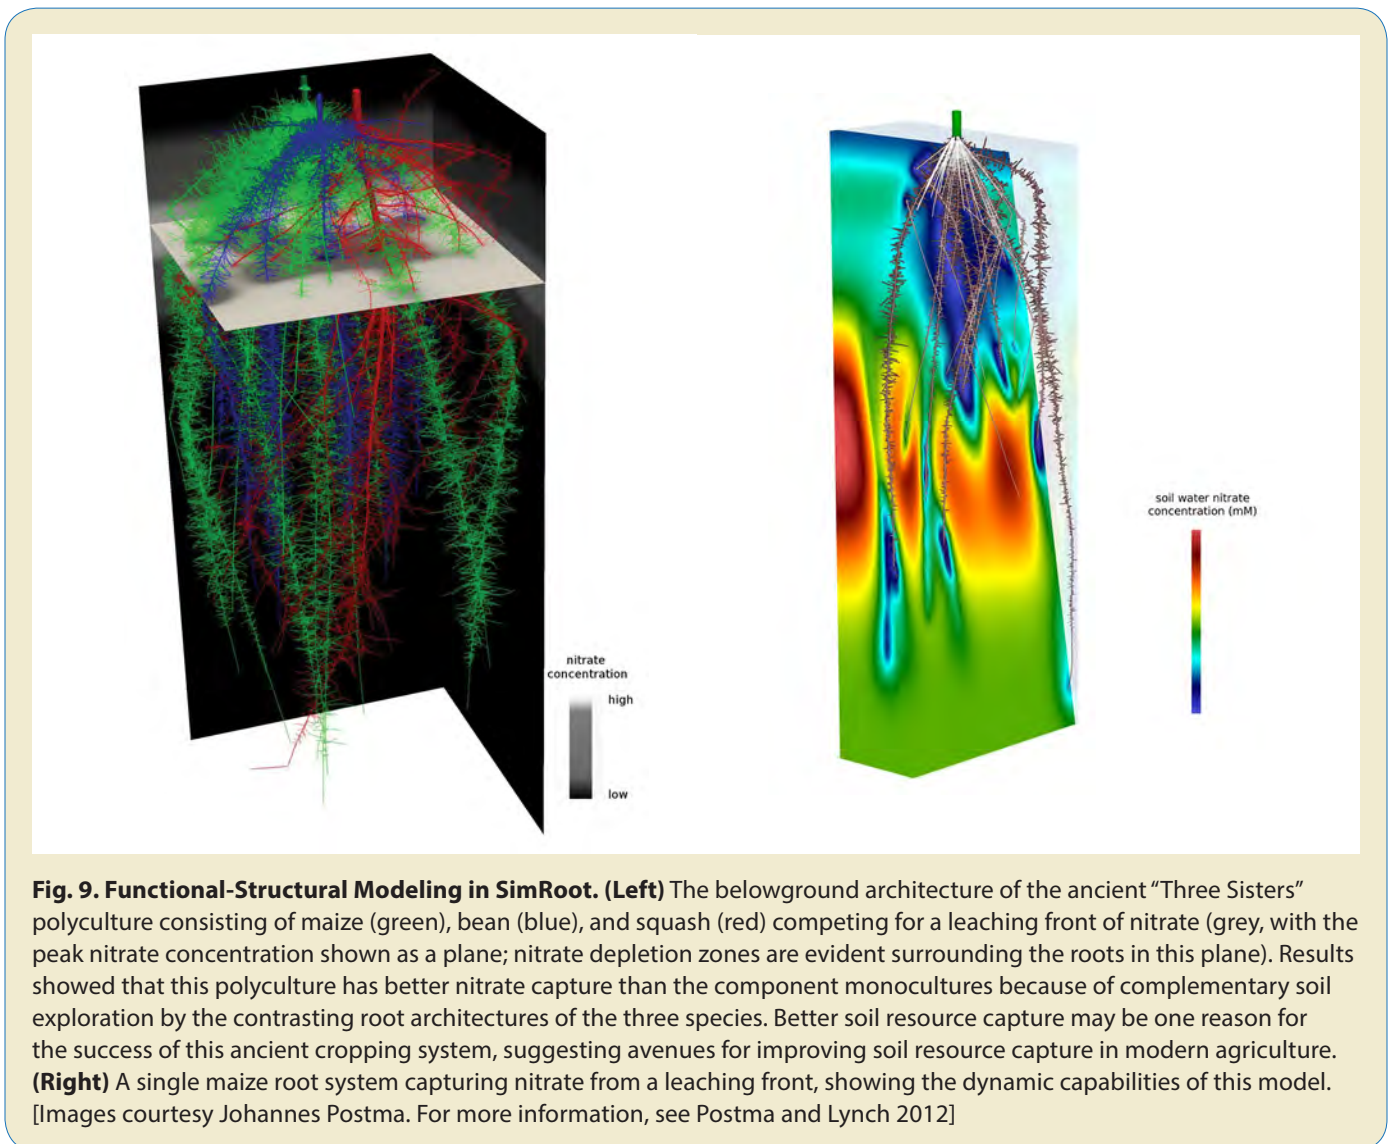 nitrate
concentration
high
low
soil water nitrate
concentration (mM)
Fig. 9. Functional-Structural Modeling in SimRoot. (Left) The belowground architecture of the ancient “Three Sisters”
polyculture consisting of maize (green), bean (blue), and squash (red) competing for a leaching front of nitrate (grey, with the
peak nitrate concentration shown as a plane; nitrate depletion zones are evident surrounding the roots in this plane). Results
showed that this polyculture has better nitrate capture than the component monocultures because of complementary soil
exploration by the contrasting root architectures of the three species. Better soil resource capture may be one reason for
the success of this ancient cropping system, suggesting avenues for improving soil resource capture in modern agriculture.
(Right) A single maize root system capturing nitrate from a leaching front, showing the dynamic capabilities of this model.
[Images courtesy Johannes Postma. For more information, see Postma and Lynch 2012]